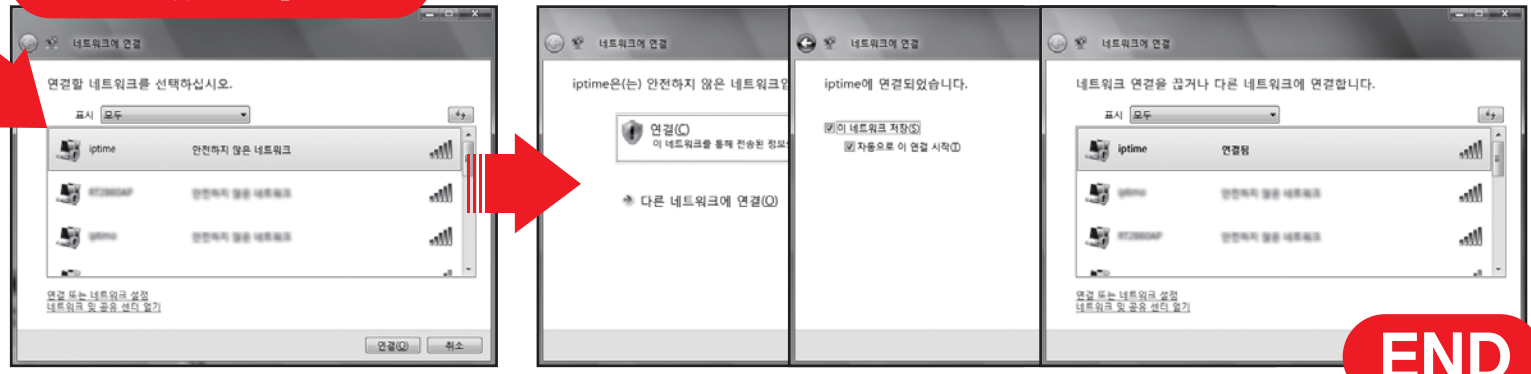 네트워크에 연결
연결할 네트워크를 선택하십시오.
표시 모두
iptime 안전하지 않은 네트워크
연결 또는 네트워크 설정
네트워크 및 공유 센터 열기
연결(O) 취소
네트워크에 연결
iptime은(는) 안전하지 않은 네트워크
연결(C)
이 네트워크를 통해 전송된
다른 네트워크에 연결(O)
네트워크에 연결
iptime에 연결되었습니다.
이 네트워크 저장(S)
자동으로 이 연결 시작(T)
네트워크에 연결
네트워크 연결을 끊거나 다른 네트워크에 연결합니다.
표시 모두
iptime 연결됨
연결 또는 네트워크 설정
네트워크 및 공유 센터 열기
END